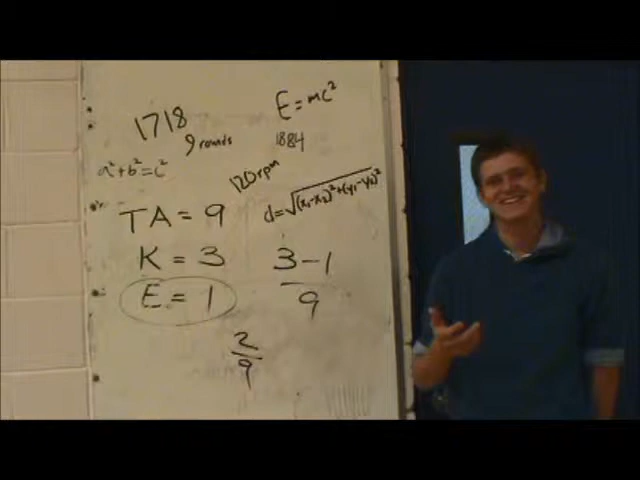 1718
9 rounds
E=mc²
1884
a²+b²=c²
120rpm
d=√(x₁-x₂)²+(y₁-y₂)²
TA = 9
K = 3
E = 1
3-1
9
2
9